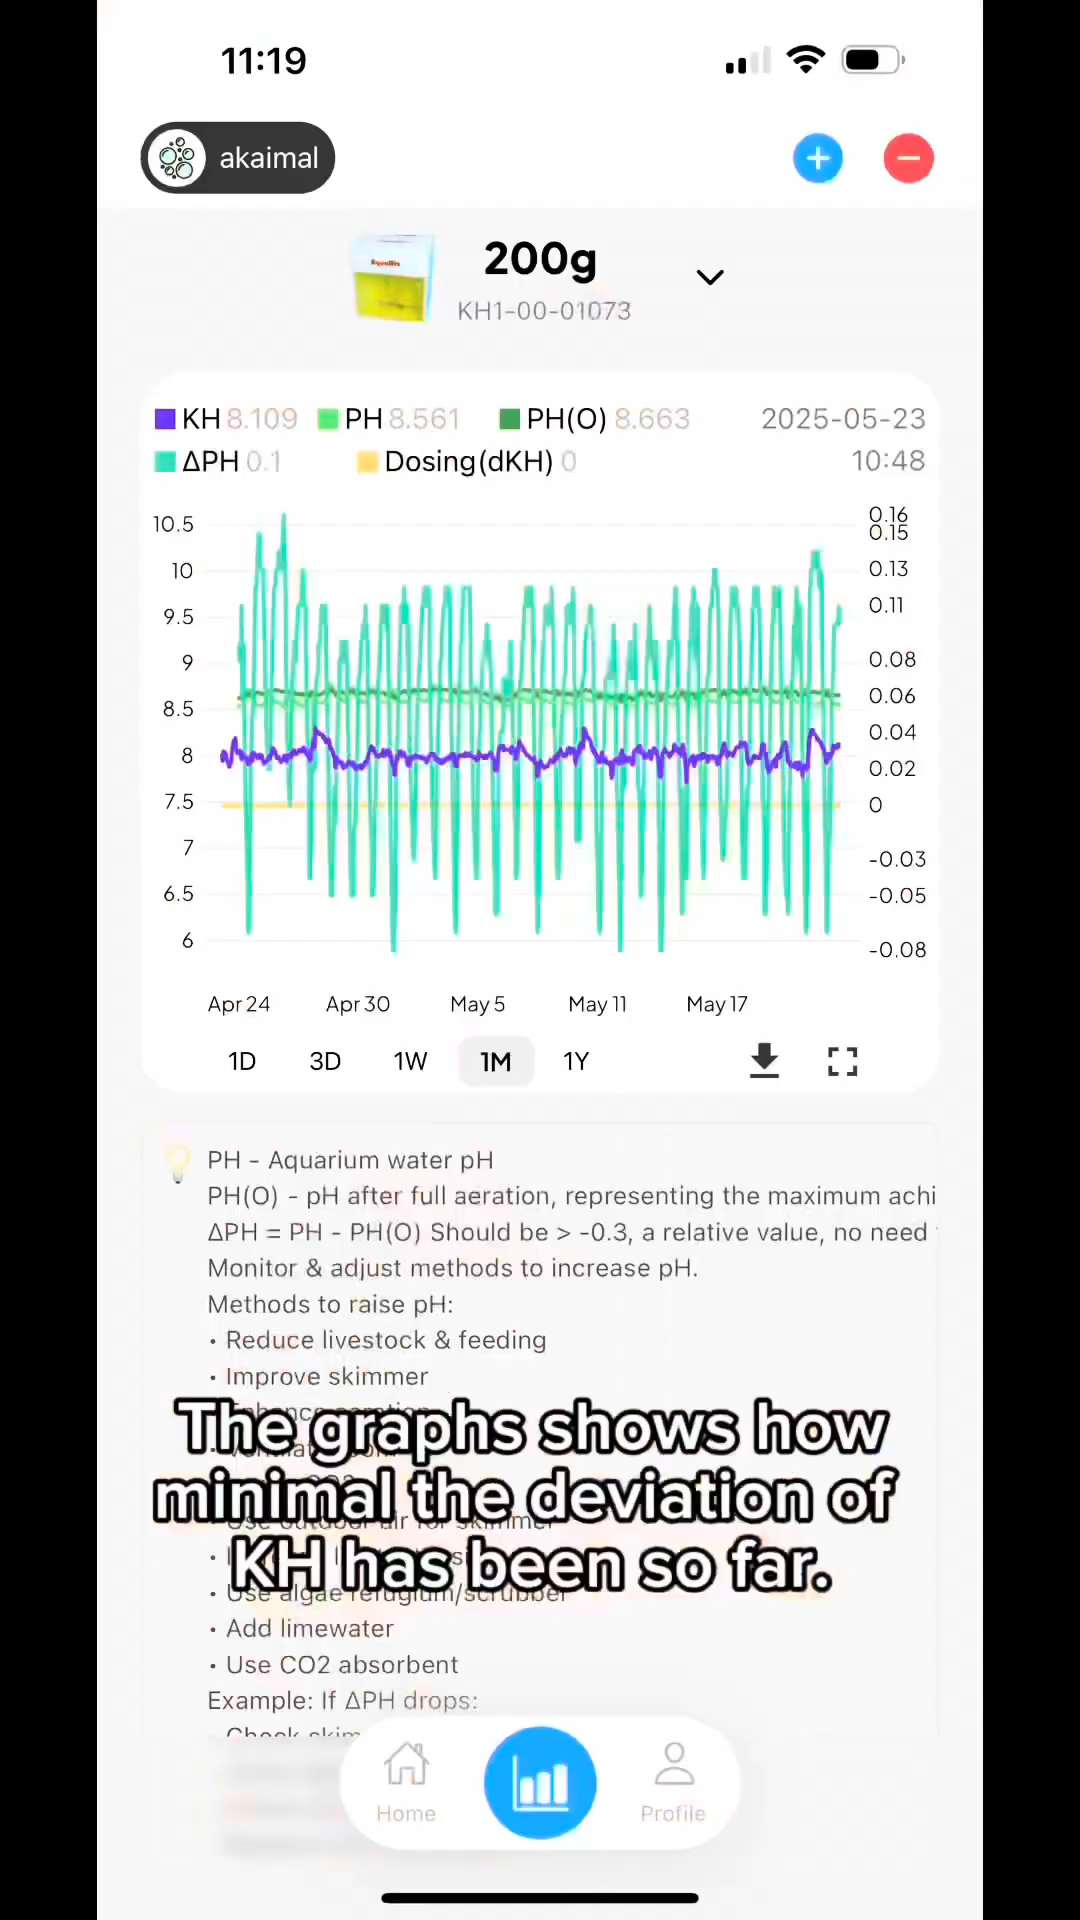 11:19
akaimal
200g
KH1-00-01073
KH 8.109 PH 8.561 PH(O) 8.663 2025-05-23
ΔPH 0.1 Dosing(dKH) 0 10:48
10.5
10
9.5
9
8.5
8
7.5
7
6.5
6
0.16
0.15
0.13
0.11
0.08
0.06
0.04
0.02
0
-0.03
-0.05
-0.08
Apr 24 Apr 30 May 5 May 11 May 17
1D 3D 1W 1M 1Y
PH - Aquarium water pH
PH(O) - pH after full aeration, representing the maximum achi
ΔPH = PH - PH(O) Should be > -0.3, a relative value, no need
Monitor & adjust methods to increase pH.
Methods to raise pH:
• Reduce livestock & feeding
• Improve skimmer
The graphs shows how
minimal the deviation of
KH has been so far.
• Use outdoor air for skimmer
• Use algae refugium/scrubber
• Add limewater
• Use CO2 absorbent
Example: If ΔPH drops:
Home
Profile